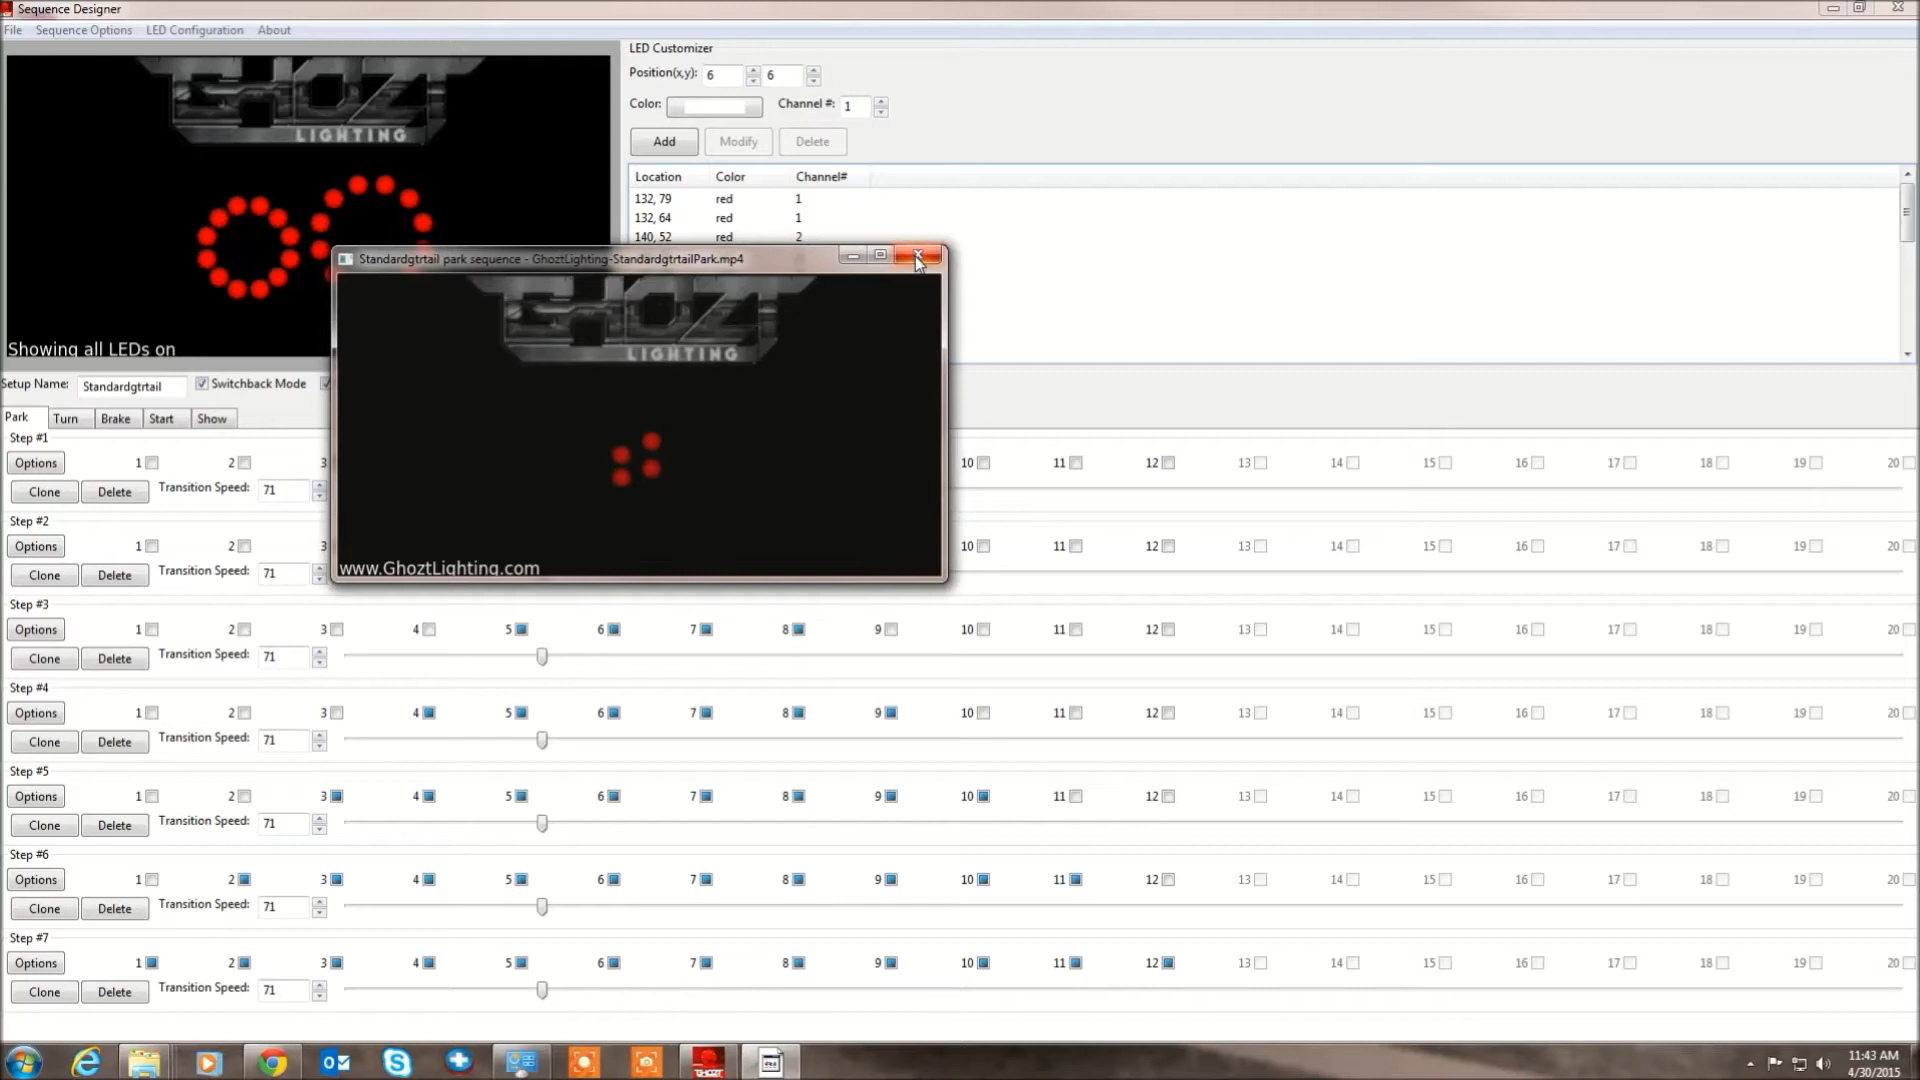 Sequence Designer
File Sequence Options LED Configuration About
GHOZT
LIGHTING
Showing all LEDs on
LED Customizer
Position(x,y): 6 6
Color: Channel #: 1
Add Modify Delete
Location Color Channel#
132, 79 red 1
132, 64 red 1
140, 52 red 2
Standardgtrtail park sequence - GhoztLighting-StandardgtrtailPark.mp4
GHOZT
LIGHTING
www.GhoztLighting.com
Setup Name: Standardgtrtail Switchback Mode
Park Turn Brake Start Show
Step #1
Options 1 2 3 10 11 12 13 14 15 16 17 18 19 20
Clone Delete Transition Speed: 71
Step #2
Options 1 2 3 10 11 12 13 14 15 16 17 18 19 20
Clone Delete Transition Speed: 71
Step #3
Options 1 2 3 4 5 6 7 8 9 10 11 12 13 14 15 16 17 18 19 20
Clone Delete Transition Speed: 71
Step #4
Options 1 2 3 4 5 6 7 8 9 10 11 12 13 14 15 16 17 18 19 20
Clone Delete Transition Speed: 71
Step #5
Options 1 2 3 4 5 6 7 8 9 10 11 12 13 14 15 16 17 18 19 20
Clone Delete Transition Speed: 71
Step #6
Options 1 2 3 4 5 6 7 8 9 10 11 12 13 14 15 16 17 18 19 20
Clone Delete Transition Speed: 71
Step #7
Options 1 2 3 4 5 6 7 8 9 10 11 12 13 14 15 16 17 18 19 20
Clone Delete Transition Speed: 71
11:43 AM
4/30/2015